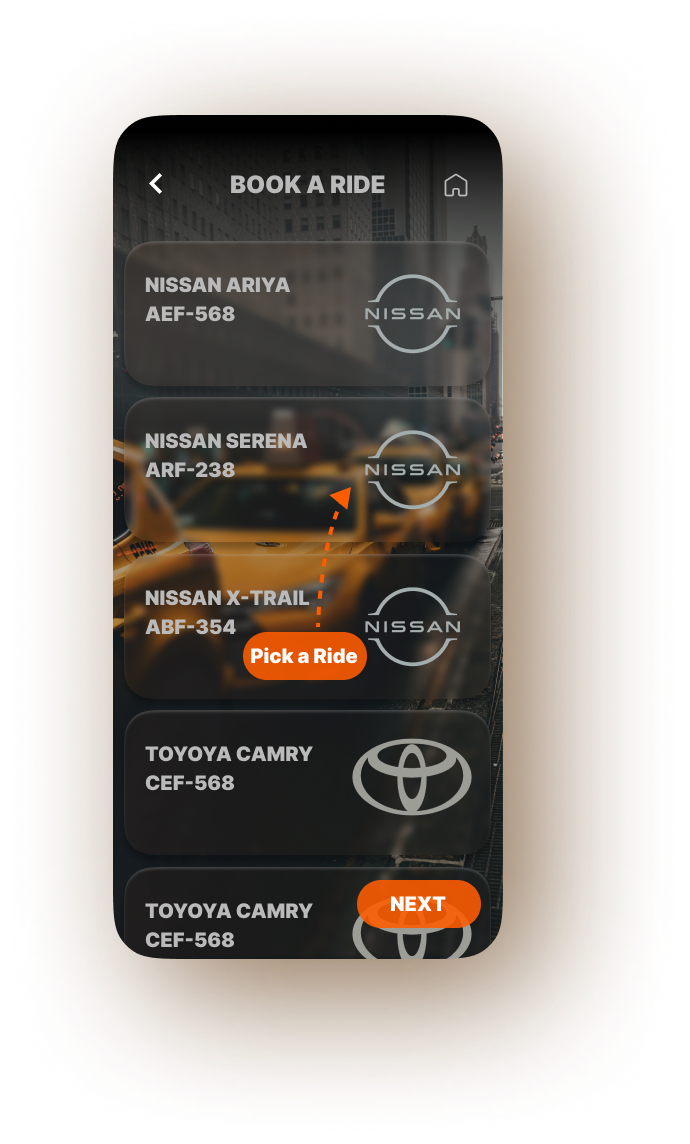 BOOK A RIDE
NISSAN ARIYA
AEF-568
NISSAN
NISSAN SERENA
ARF-238
NISSAN
NISSAN X-TRAIL
ABF-354
NISSAN
Pick a Ride
TOYOYA CAMRY
CEF-568
NEXT
TOYOYA CAMRY
CEF-568